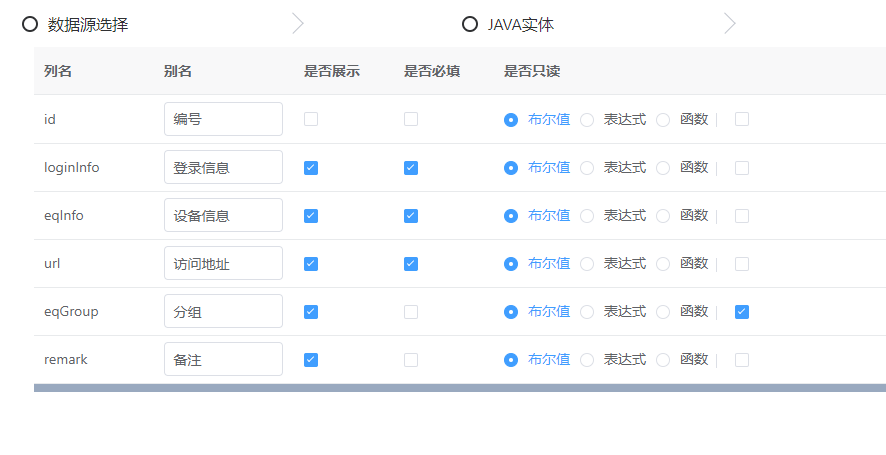 数据源选择 JAVA实体
列名 别名 是否展示 是否必填 是否只读
id 编号 布尔值 表达式 函数
loginInfo 登录信息 布尔值 表达式 函数
eqInfo 设备信息 布尔值 表达式 函数
url 访问地址 布尔值 表达式 函数
eqGroup 分组 布尔值 表达式 函数
remark 备注 布尔值 表达式 函数